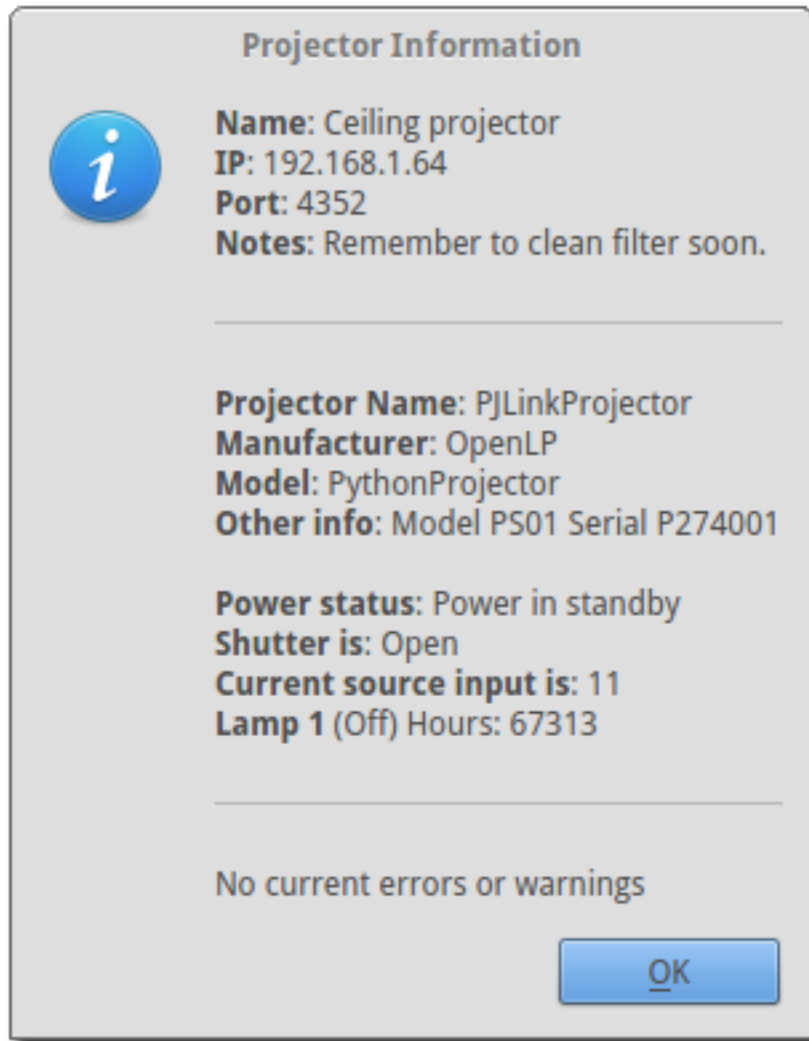 Projector Information
Name: Ceiling projector
IP: 192.168.1.64
Port: 4352
Notes: Remember to clean filter soon.
Projector Name: PJLinkProjector
Manufacturer: OpenLP
Model: PythonProjector
Other info: Model PS01 Serial P274001
Power status: Power in standby
Shutter is: Open
Current source input is: 11
Lamp 1 (Off) Hours: 67313
No current errors or warnings
OK